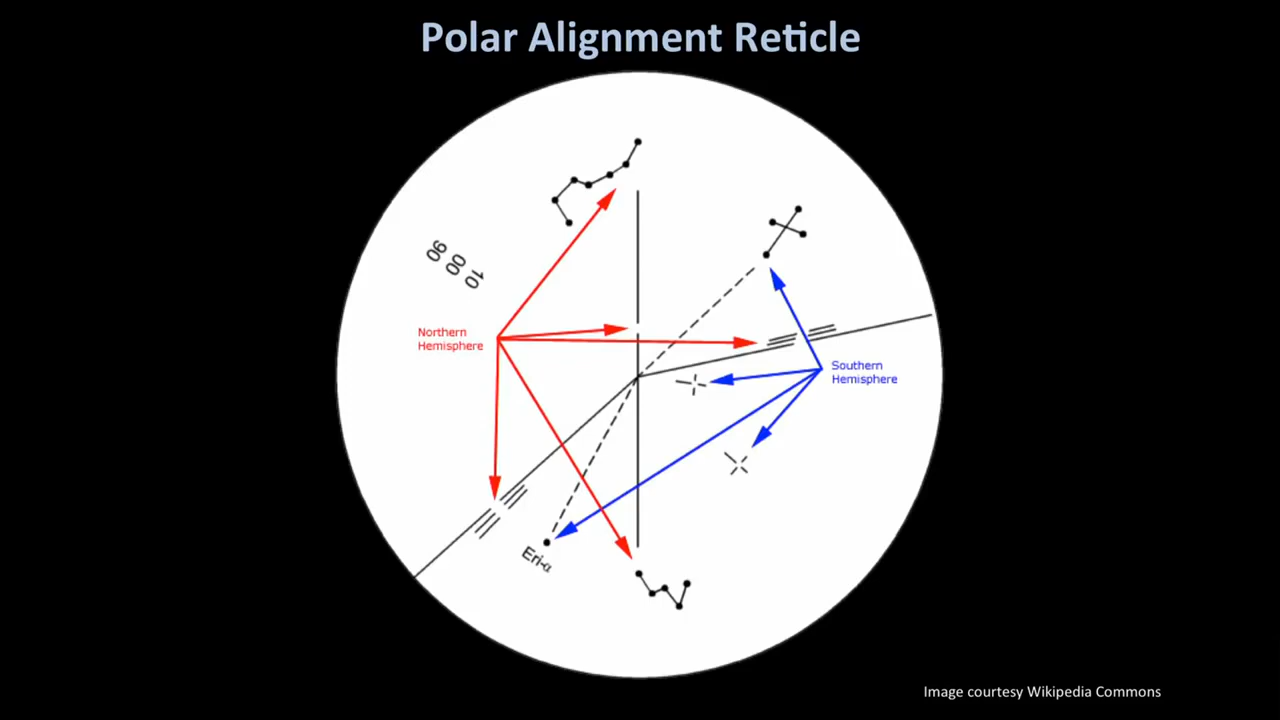 Polar Alignment Reticle
90
00
10
Northern
Hemisphere
Southern
Hemisphere
Eri-α
Image courtesy Wikipedia Commons